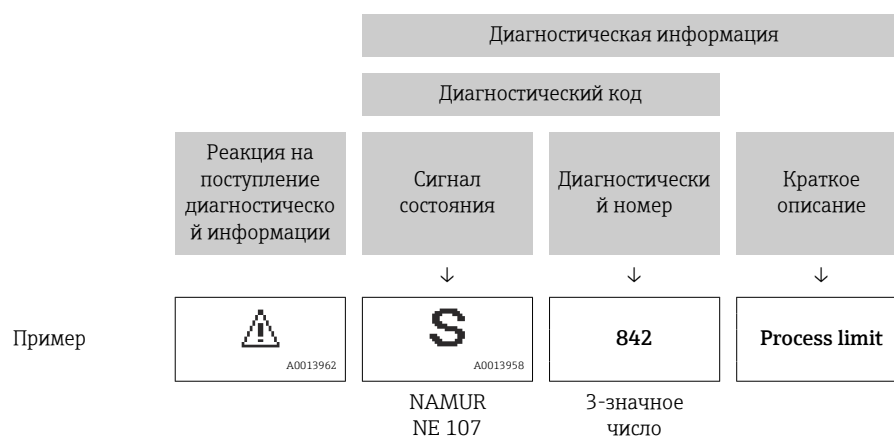 Диагностическая информация
Диагностический код
Реакция на
поступление
диагностическо
й информации
Сигнал
состояния
Диагностически
й номер
Краткое
описание
↓
↓
↓
Пример
A0013962
S
A0013958
842
Process limit
NAMUR
NE 107
3-значное
число